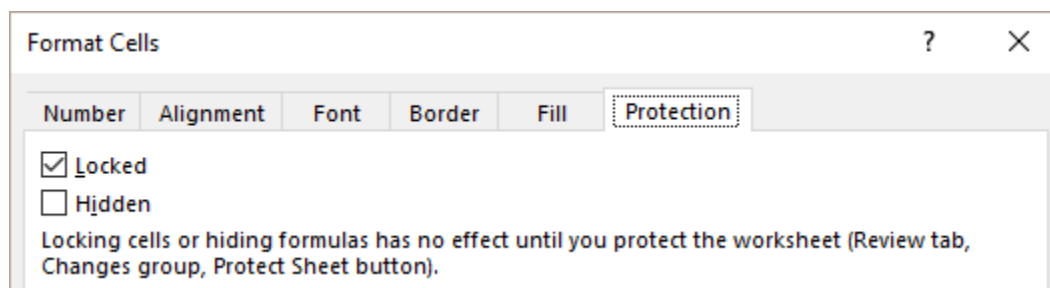 Format Cells ?
Number Alignment Font Border Fill Protection
Locked
Hidden
Locking cells or hiding formulas has no effect until you protect the worksheet (Review tab,
Changes group, Protect Sheet button).